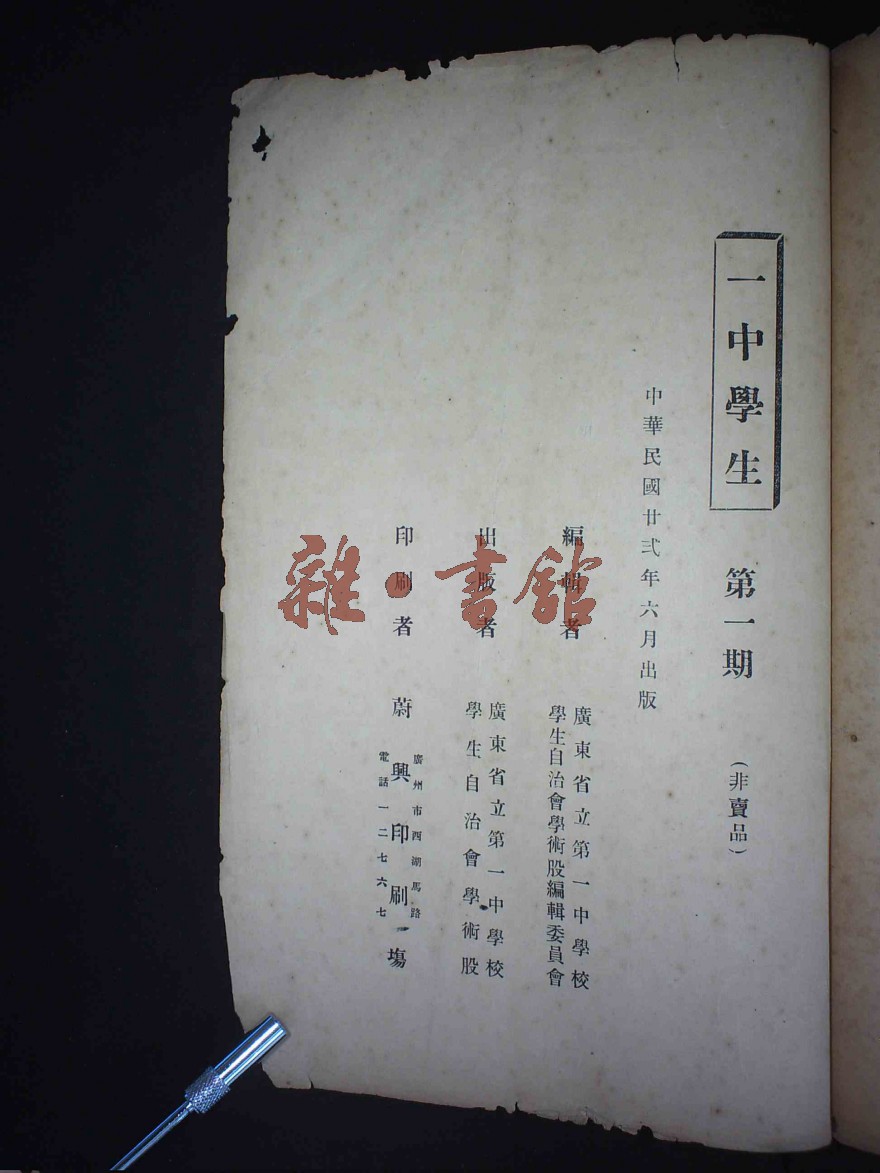 一中學生
第一期
（非賣品）
中華民國廿弍年六月出版
編輯者
廣東省立第一中學校
學生自治會學術股編輯委員會
出版者
廣東省立第一中學校
學生自治會學術股
印刷者
蔚興印刷塲
廣州市西湖馬路
電話一二七六七
雜·書館